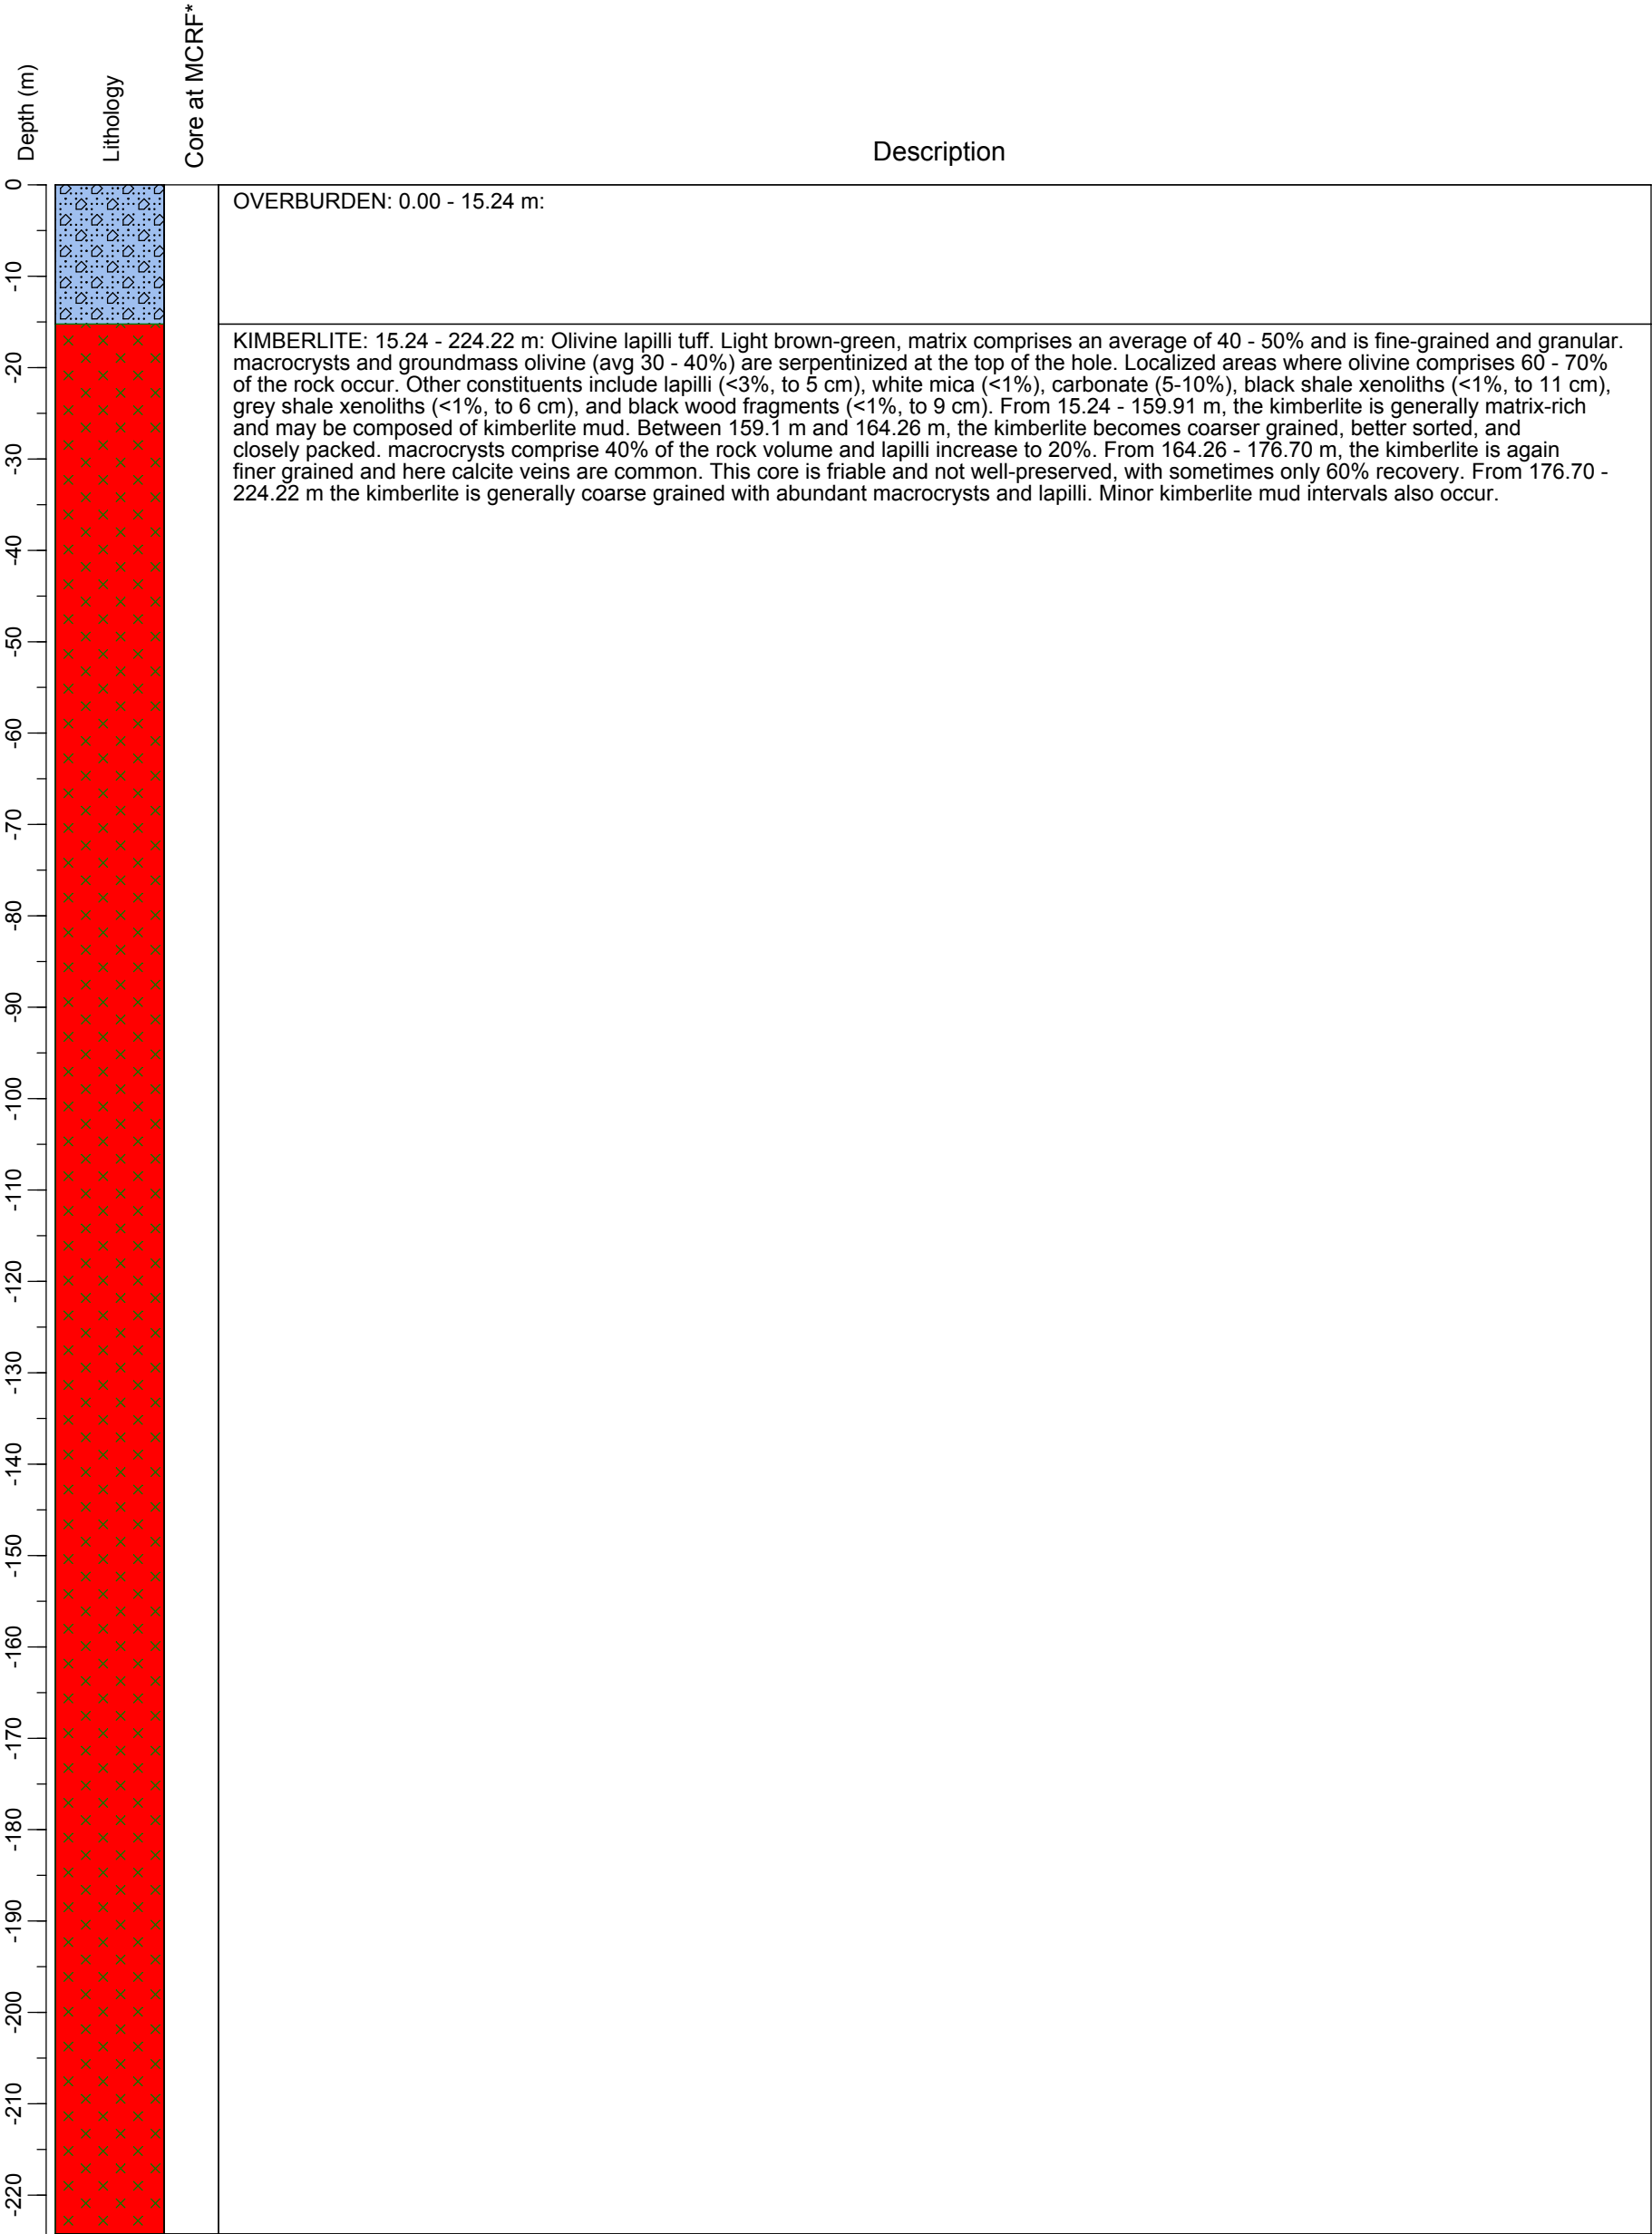 Depth (m)
Lithology
Core at MCRF*
Description
0
OVERBURDEN: 0.00 - 15.24 m:
-10
KIMBERLITE: 15.24 - 224.22 m: Olivine lapilli tuff. Light brown-green, matrix comprises an average of 40 - 50% and is fine-grained and granular.
macrocrysts and groundmass olivine (avg 30 - 40%) are serpentinized at the top of the hole. Localized areas where olivine comprises 60 - 70%
of the rock occur. Other constituents include lapilli (<3%, to 5 cm), white mica (<1%), carbonate (5-10%), black shale xenoliths (<1%, to 11 cm),
grey shale xenoliths (<1%, to 6 cm), and black wood fragments (<1%, to 9 cm). From 15.24 - 159.91 m, the kimberlite is generally matrix-rich
and may be composed of kimberlite mud. Between 159.1 m and 164.26 m, the kimberlite becomes coarser grained, better sorted, and
closely packed. macrocrysts comprise 40% of the rock volume and lapilli increase to 20%. From 164.26 - 176.70 m, the kimberlite is again
finer grained and here calcite veins are common. This core is friable and not well-preserved, with sometimes only 60% recovery. From 176.70 -
224.22 m the kimberlite is generally coarse grained with abundant macrocrysts and lapilli. Minor kimberlite mud intervals also occur.
-20
-30
-40
-50
-60
-70
-80
-90
-100
-110
-120
-130
-140
-150
-160
-170
-180
-190
-200
-210
-220